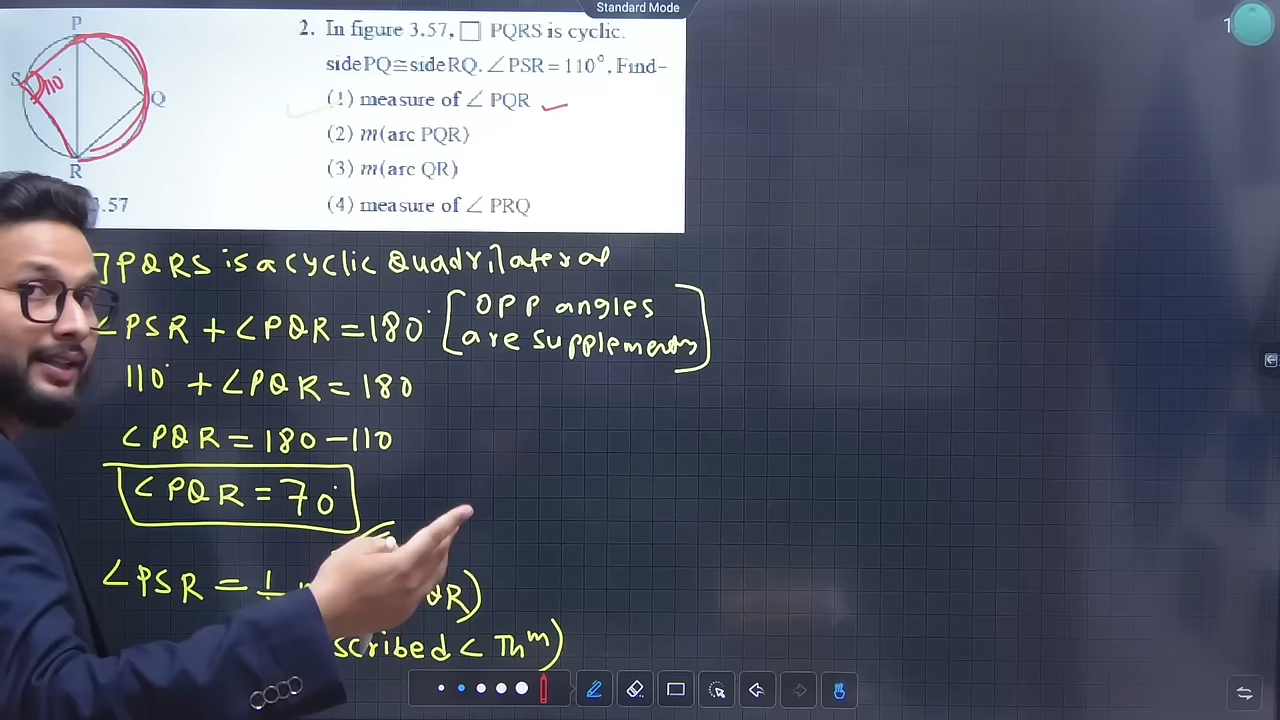 Standard Mode
P
S
110°
Q
R
3.57
2. In figure 3.57, □ PQRS is cyclic.
side PQ ≅ side RQ. ∠PSR = 110°, Find-
(1) measure of ∠ PQR
(2) m(arc PQR)
(3) m(arc QR)
(4) measure of ∠ PRQ
1
□PQRS is a cyclic Quadrilateral
∠PSR + ∠PQR = 180° [opp angles
are supplements]
110° + ∠PQR = 180
∠PQR = 180 - 110
∠PQR = 70°
∠PSR = 1/ QR)
scribed ∠ Thm)